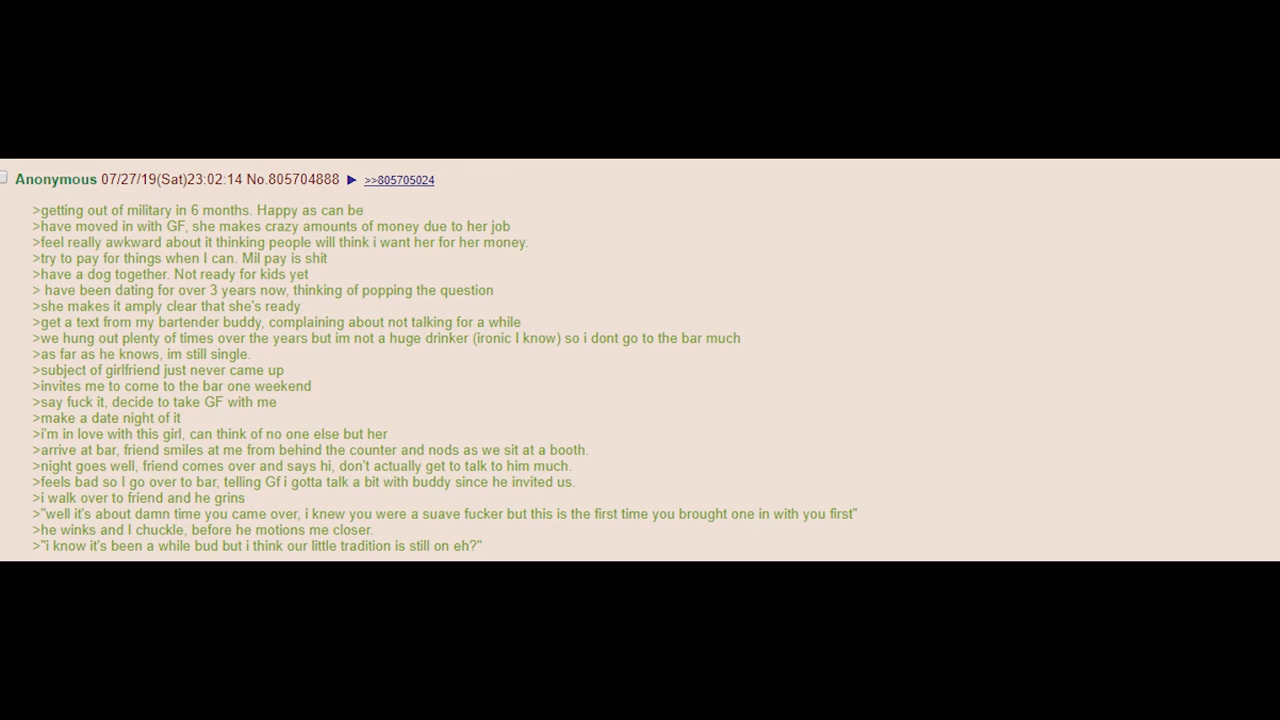 Anonymous 07/27/19(Sat)23:02:14 No.805704888 ▶ >>805705024
>getting out of military in 6 months. Happy as can be
>have moved in with GF, she makes crazy amounts of money due to her job
>feel really awkward about it thinking people will think i want her for her money.
>try to pay for things when I can. Mil pay is shit
>have a dog together. Not ready for kids yet
> have been dating for over 3 years now, thinking of popping the question
>she makes it amply clear that she's ready
>get a text from my bartender buddy, complaining about not talking for a while
>we hung out plenty of times over the years but im not a huge drinker (ironic I know) so i dont go to the bar much
>as far as he knows, im still single.
>subject of girlfriend just never came up
>invites me to come to the bar one weekend
>say fuck it, decide to take GF with me
>make a date night of it
>i'm in love with this girl, can think of no one else but her
>arrive at bar, friend smiles at me from behind the counter and nods as we sit at a booth.
>night goes well, friend comes over and says hi, don't actually get to talk to him much.
>feels bad so I go over to bar, telling Gf i gotta talk a bit with buddy since he invited us.
>i walk over to friend and he grins
>"well it's about damn time you came over, i knew you were a suave fucker but this is the first time you brought one in with you first"
>he winks and I chuckle, before he motions me closer.
>"i know it's been a while bud but i think our little tradition is still on eh?"